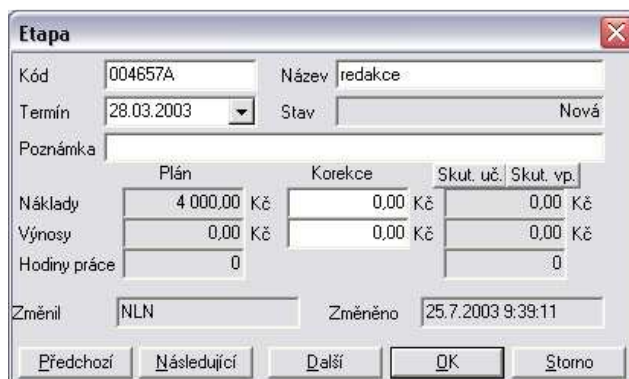 Etapa
Kód 004657A Název redakce
Termín 28.03.2003 Stav Nová
Poznámka
Plán Korekce Skut. uč. Skut. vp.
Náklady 4 000,00 Kč 0,00 Kč 0,00 Kč
Výnosy 0,00 Kč 0,00 Kč 0,00 Kč
Hodiny práce 0 0
Změnil NLN Změněno 25.7.2003 9:39:11
Předchozí Následující Další OK Storno